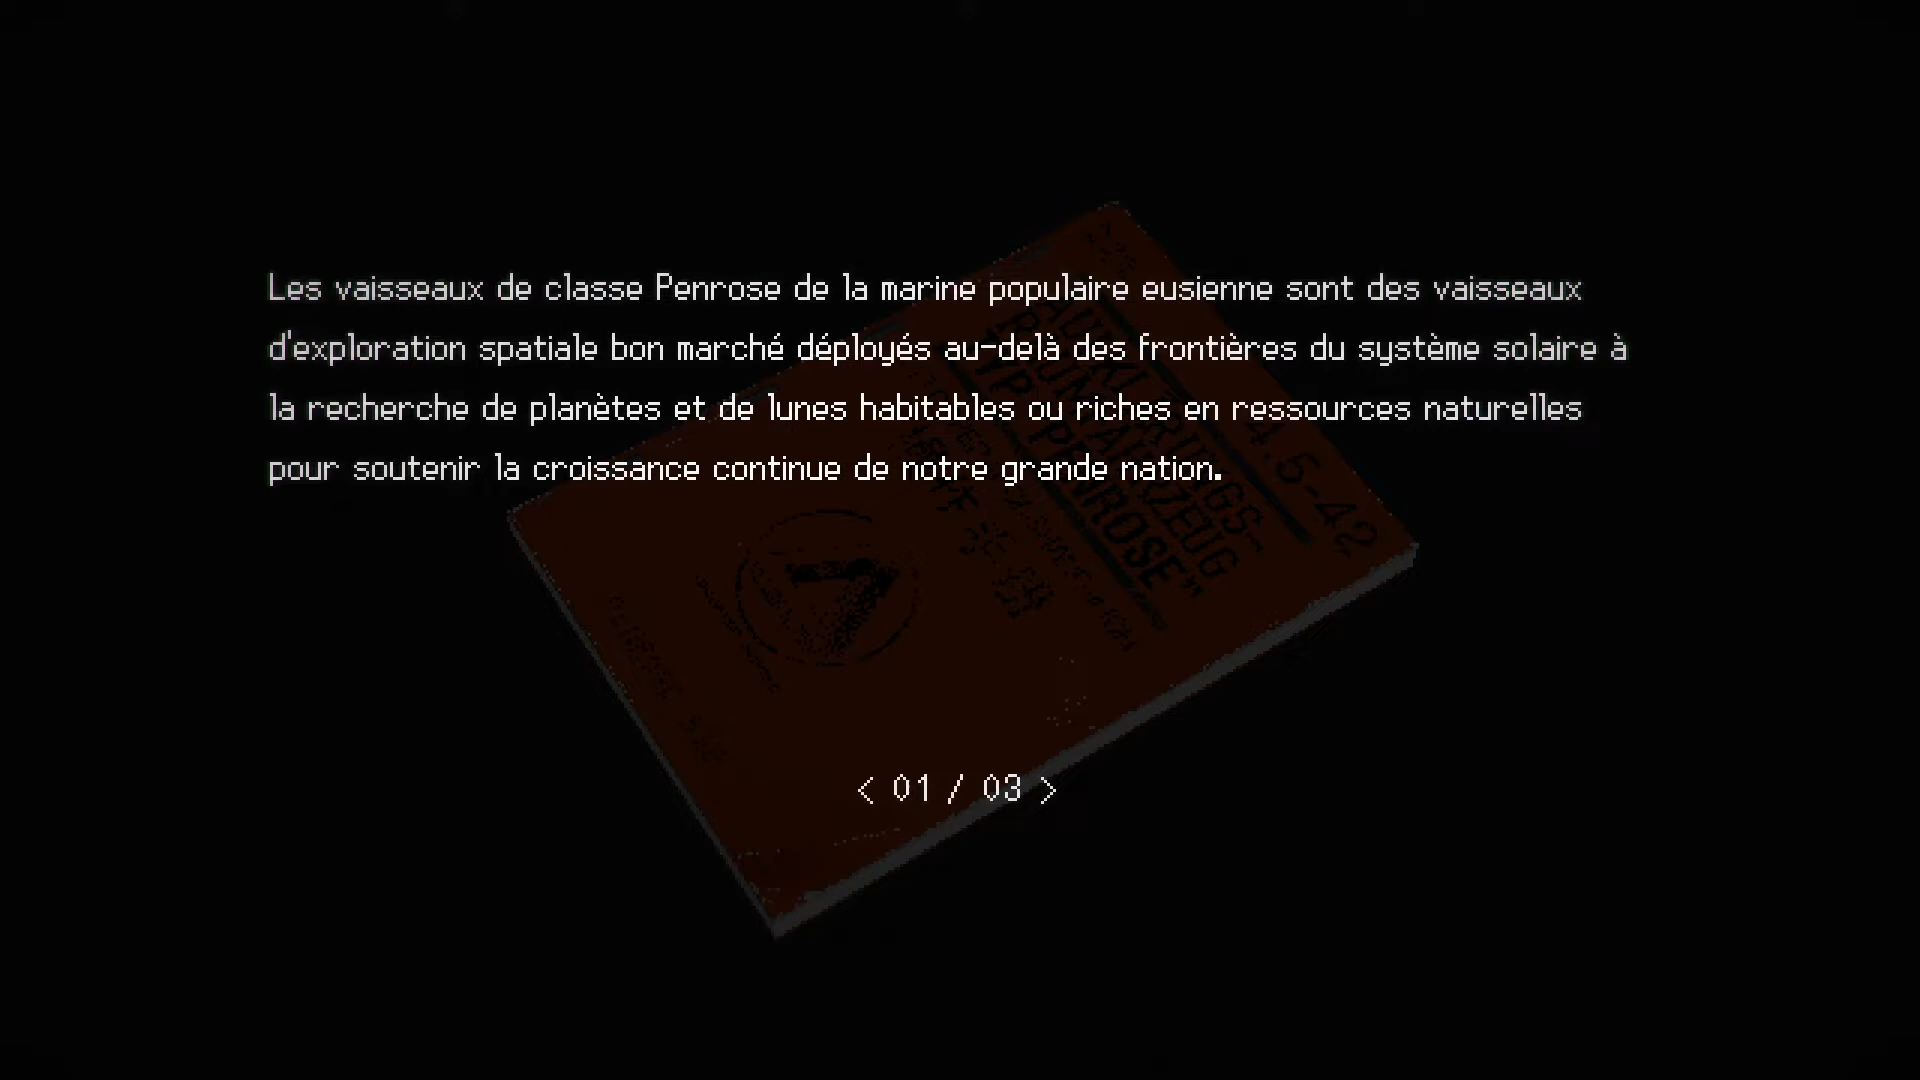 Les vaisseaux de classe Penrose de la marine populaire eusienne sont des vaisseaux
d'exploration spatiale bon marché déployés au-delà des frontières du système solaire à
la recherche de planètes et de lunes habitables ou riches en ressources naturelles
pour soutenir la croissance continue de notre grande nation.
PENROSE"
< 01 / 03 >